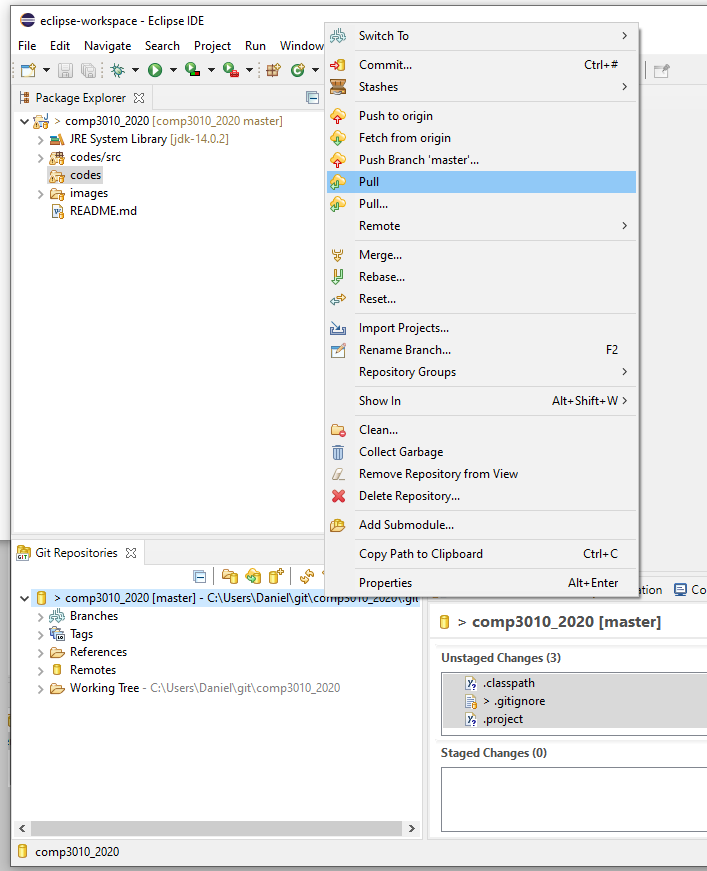 eclipse-workspace - Eclipse IDE
File Edit Navigate Search Project Run Window
Package Explorer
> comp3010_2020 [comp3010_2020 master]
JRE System Library [jdk-14.0.2]
codes/src
codes
images
README.md
Switch To
Commit... Ctrl+#
Stashes
Push to origin
Fetch from origin
Push Branch 'master'...
Pull
Pull...
Remote
Merge...
Rebase...
Reset...
Import Projects...
Rename Branch... F2
Repository Groups
Show In Alt+Shift+W
Clean...
Collect Garbage
Remove Repository from View
Delete Repository...
Add Submodule...
Copy Path to Clipboard Ctrl+C
Properties Alt+Enter
GIT Git Repositories
> comp3010_2020 [master] - C:\Users\Daniel\git\comp3010_2020\.git
Branches
Tags
References
Remotes
Working Tree - C:\Users\Daniel\git\comp3010_2020
> comp3010_2020 [master]
Unstaged Changes (3)
.classpath
> .gitignore
.project
Staged Changes (0)
comp3010_2020